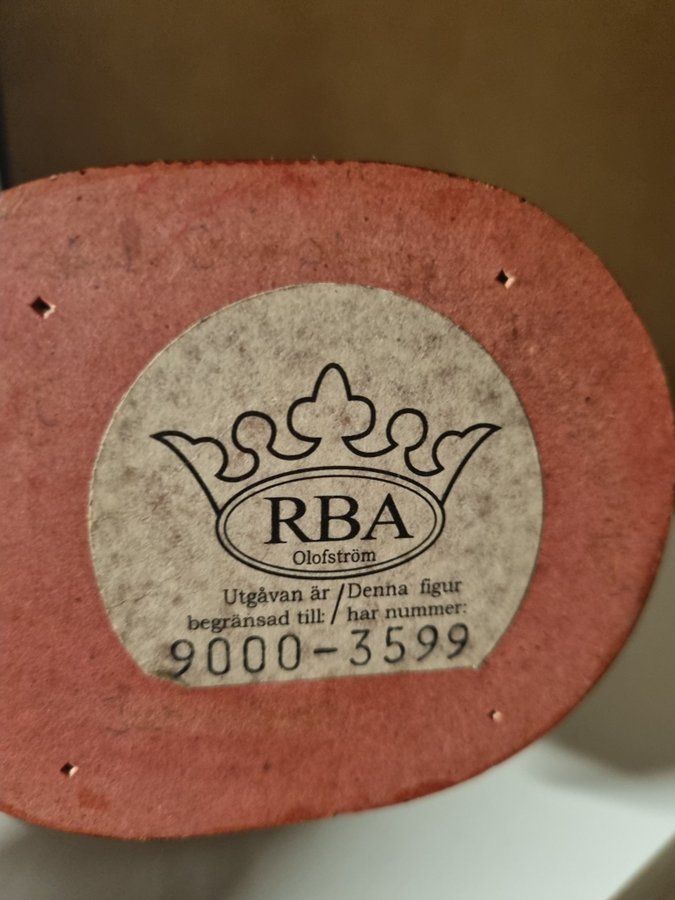 RBA
Olofström
Utgåvan är / Denna figur
begränsad till: / har nummer:
9000-3599